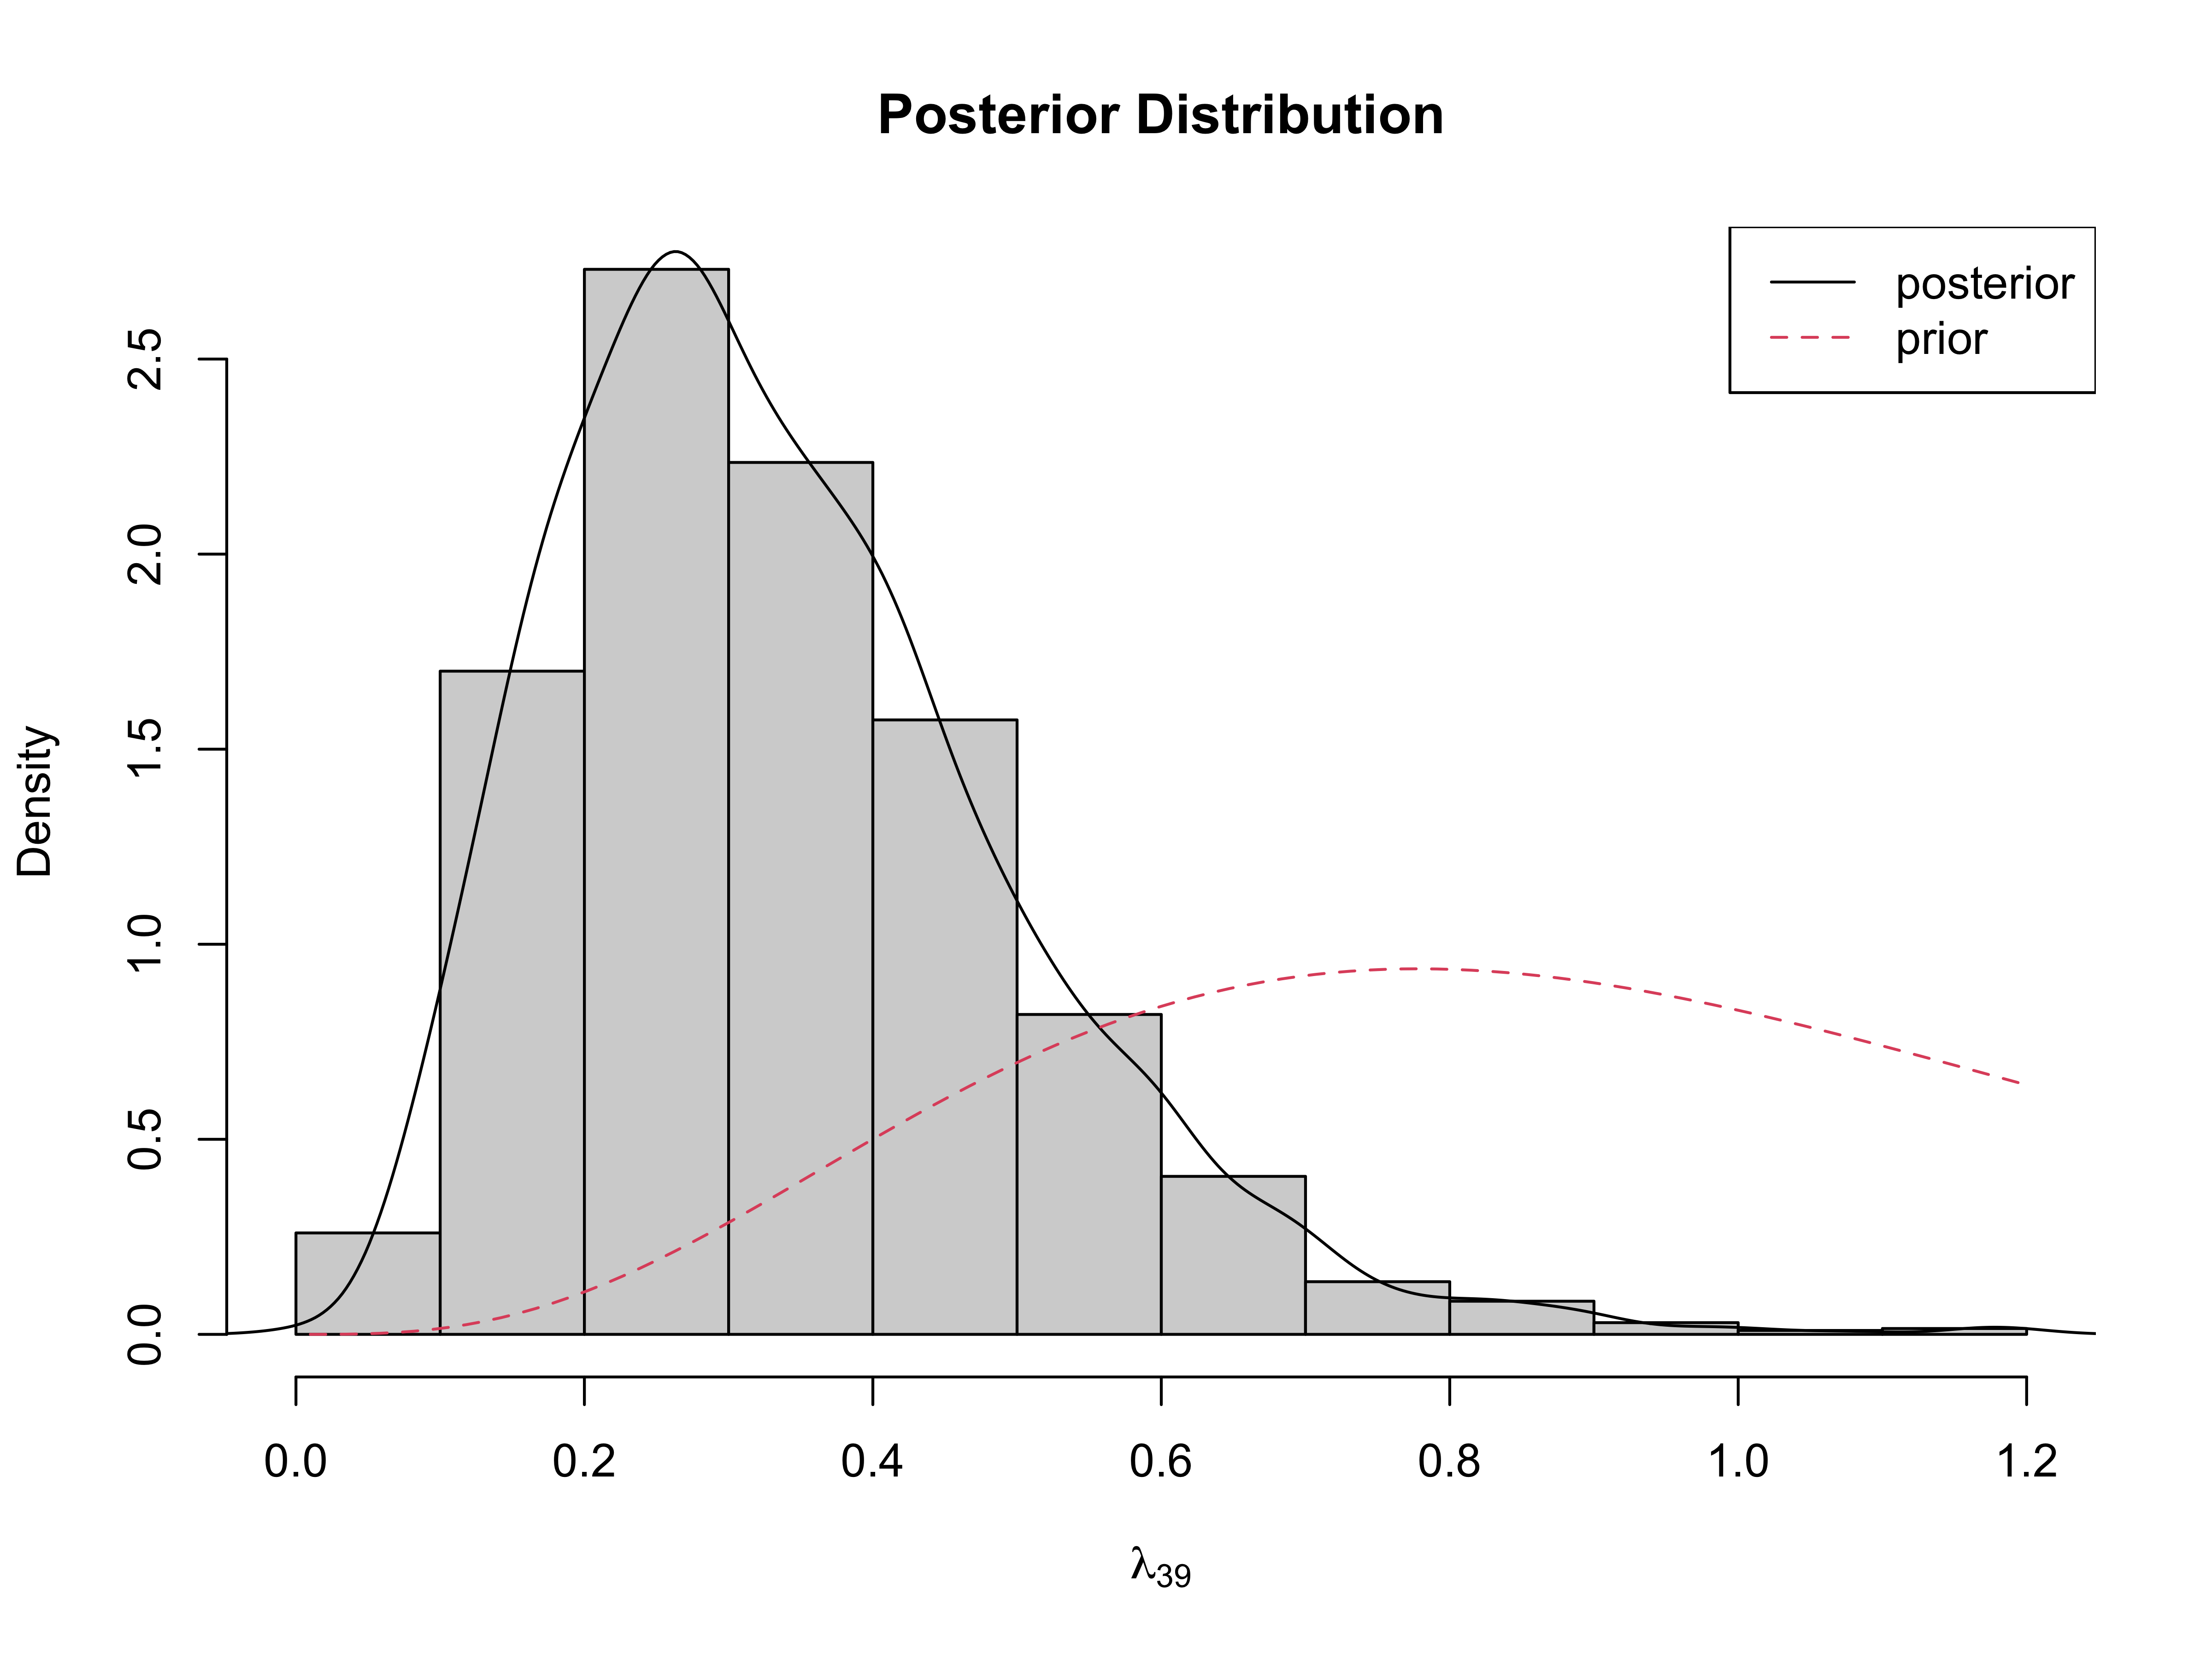 Posterior Distribution
posterior
prior
Density
2.5
2.0
1.5
1.0
0.5
0.0
0.0 0.2 0.4 0.6 0.8 1.0 1.2
λ39